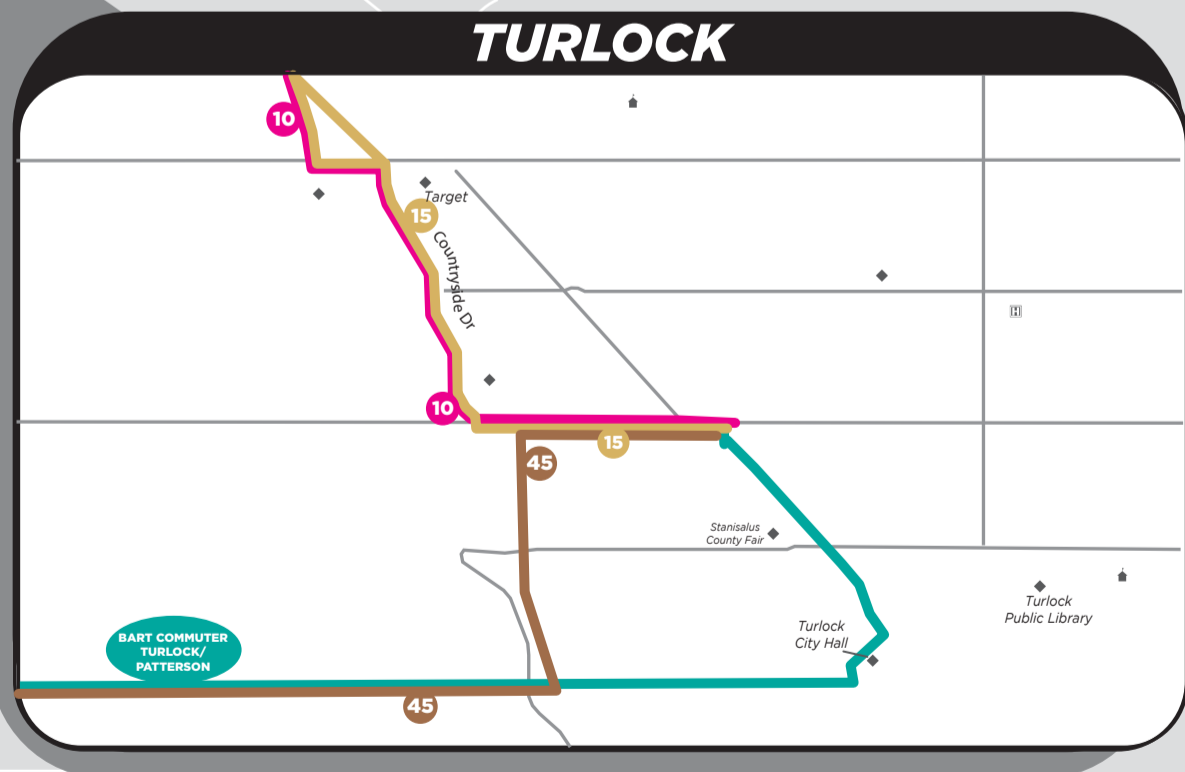 TURLOCK
10
Target
15
Countryside Dr
10
15
45
Stanisalus
County Fair
Turlock
Public Library
Turlock
City Hall
BART COMMUTER
TURLOCK/
PATTERSON
45
H